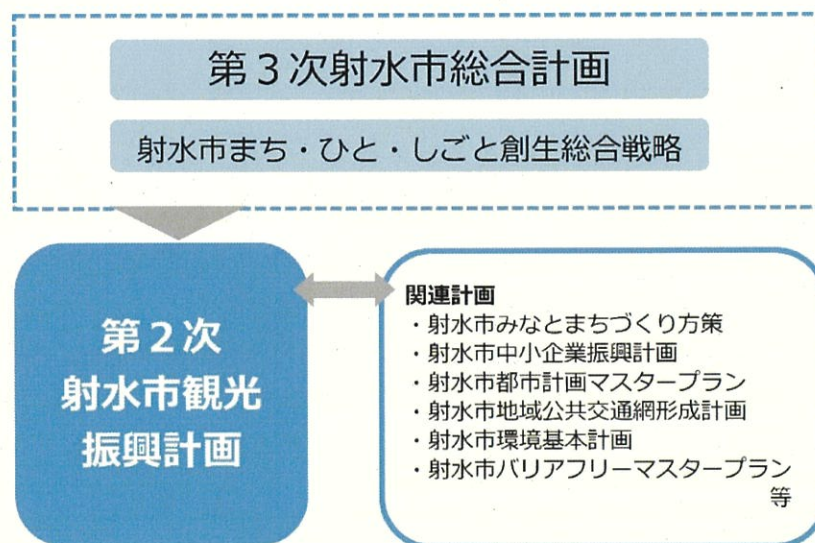 第３次射水市総合計画
射水市まち・ひと・しごと創生総合戦略
第２次
射水市観光
振興計画
関連計画
・射水市みなとまちづくり方策
・射水市中小企業振興計画
・射水市都市計画マスタープラン
・射水市地域公共交通網形成計画
・射水市環境基本計画
・射水市バリアフリーマスタープラン
等